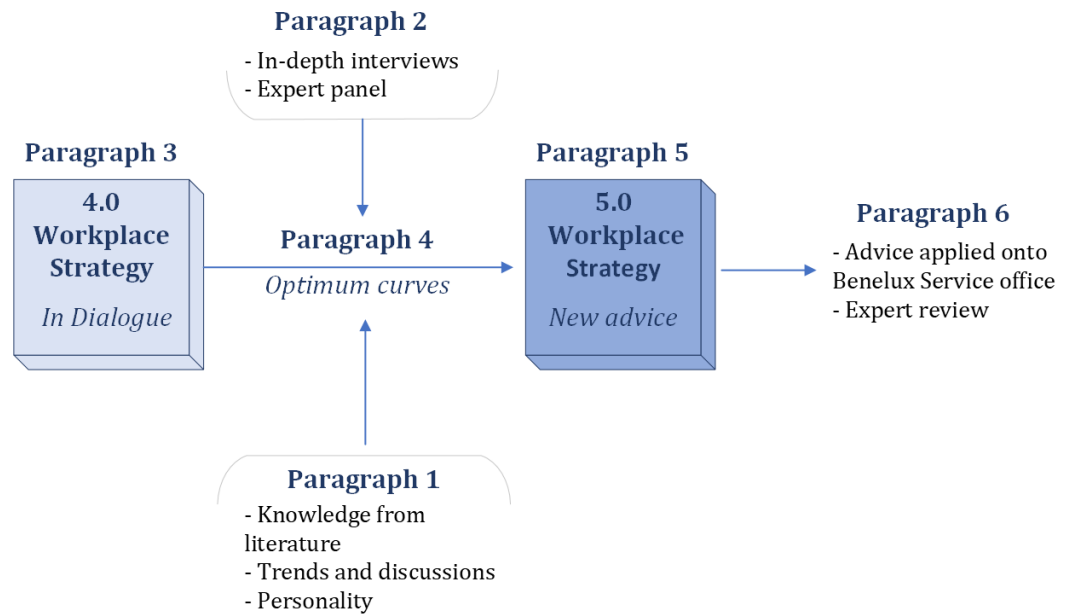 Paragraph 2
- In-depth interviews
- Expert panel
Paragraph 3
4.0
Workplace
Strategy
In Dialogue
Paragraph 4
Optimum curves
Paragraph 5
5.0
Workplace
Strategy
New advice
Paragraph 6
- Advice applied onto
Benelux Service office
- Expert review
Paragraph 1
- Knowledge from
literature
- Trends and discussions
- Personality